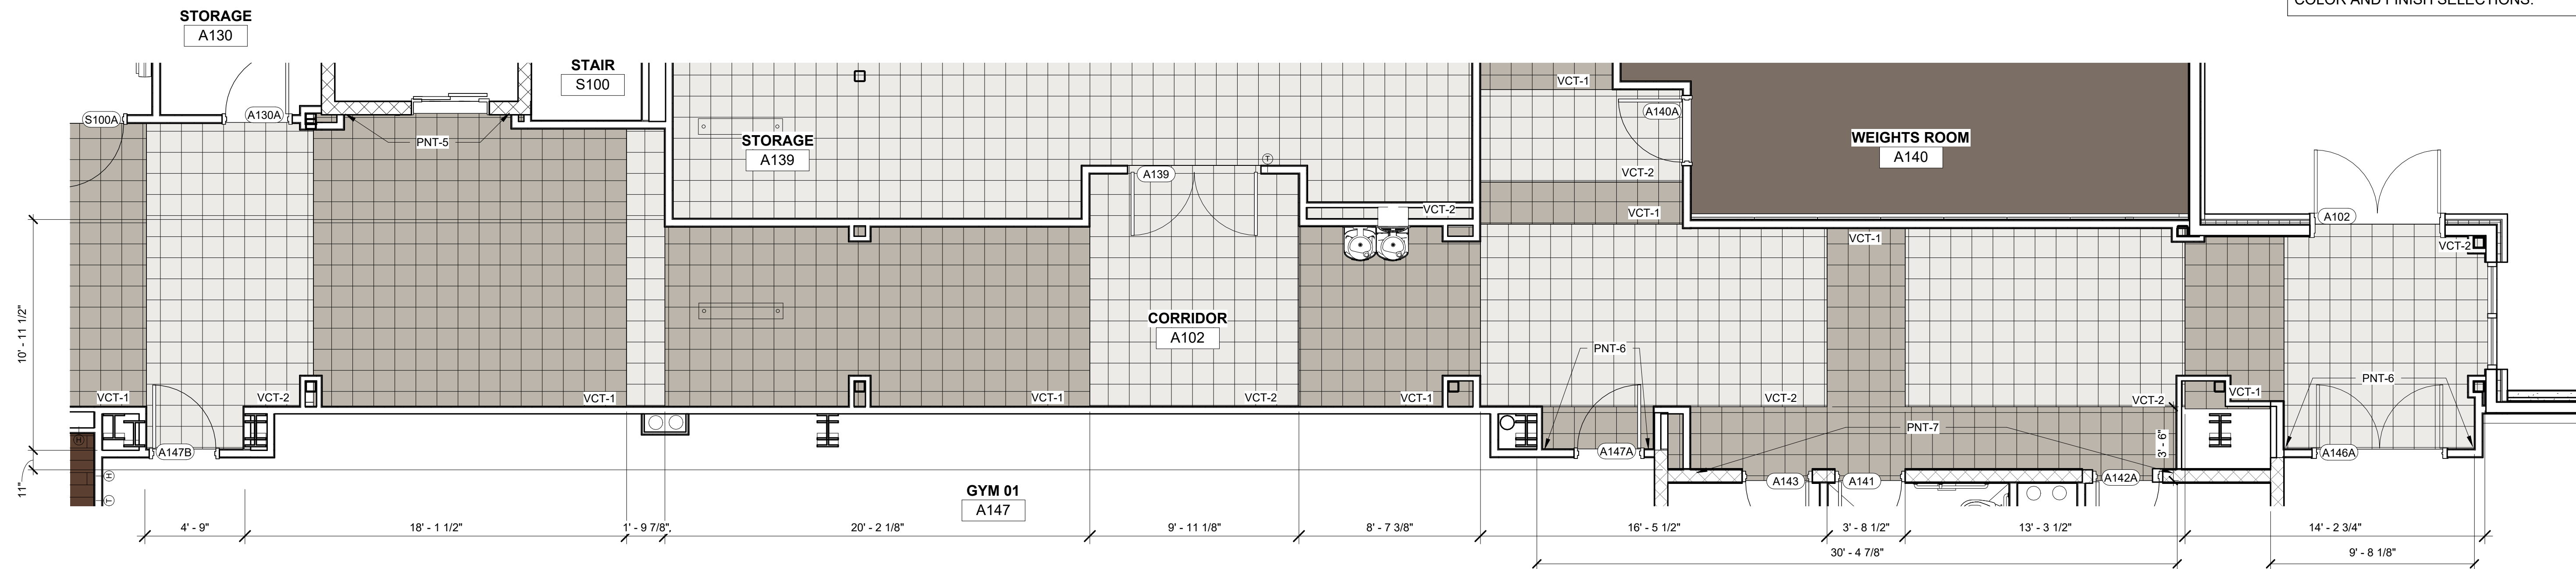 COLOR AND FINISH SELECTIONS.
STORAGE
A130
STAIR
S100
VCT-1
S100A
A130A
A140A
PNT-5
STORAGE
A139
WEIGHTS ROOM
A140
T
A139
VCT-2
VCT-2
VCT-1
A102
VCT-1
VCT-2
CORRIDOR
A102
10' - 11 1/2"
PNT-6
PNT-6
VCT-1
VCT-2
VCT-1
VCT-1
VCT-2
VCT-1
VCT-2
VCT-2
VCT-1
PNT-7
H
A147B
A147A
3' - 6"
A146A
H
T
11"
GYM 01
A147
A143
A141
A142A
4' - 9"
18' - 1 1/2"
1' - 9 7/8"
20' - 2 1/8"
9' - 11 1/8"
8' - 7 3/8"
16' - 5 1/2"
3' - 8 1/2"
13' - 3 1/2"
14' - 2 3/4"
30' - 4 7/8"
9' - 8 1/8"